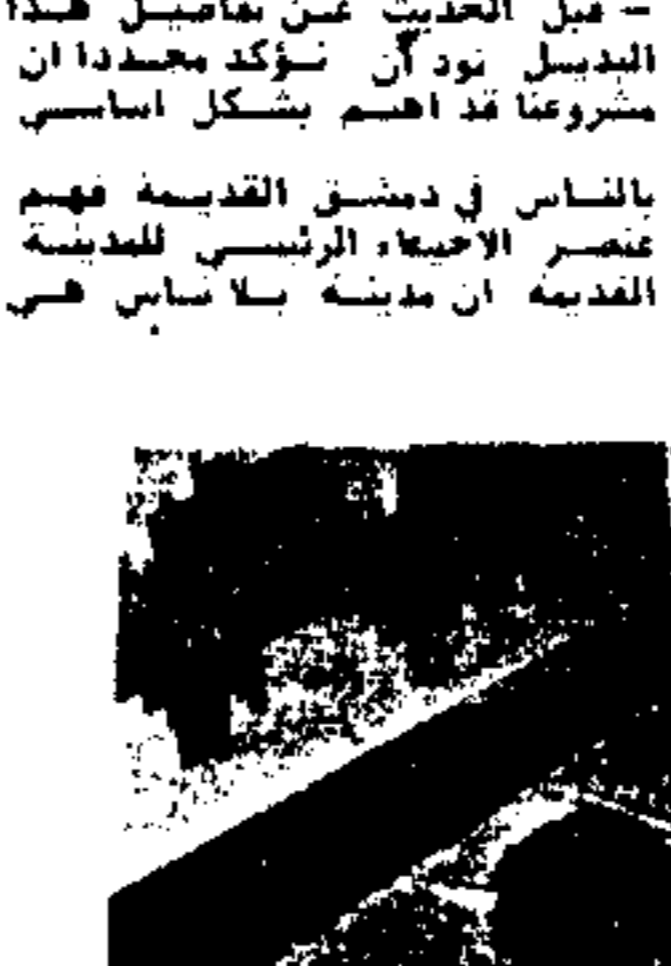 - قبل الحديث عن تفاصيل هذا
البديل نود أن نؤكد مجددا ان
مشروعنا قد اهتم بشكل اساسي
بالناس في دمشق القديمة فهم
عنصر الاحياء الرئيسي للمدينة
القديمة ان مدينة بلا ناس هي